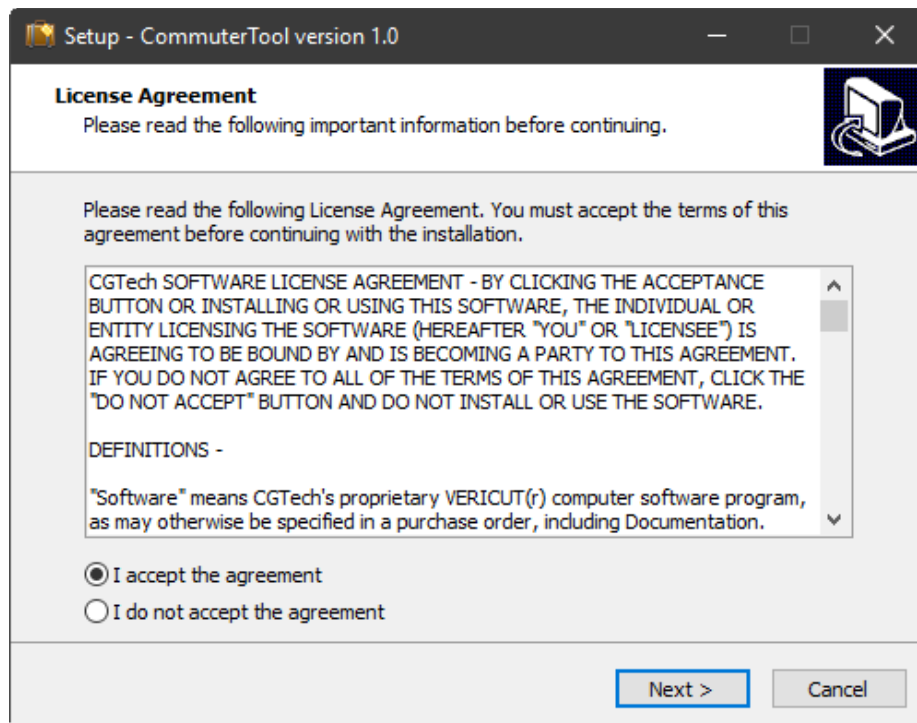 Setup - CommuterTool version 1.0
License Agreement
Please read the following important information before continuing.
Please read the following License Agreement. You must accept the terms of this
agreement before continuing with the installation.
CGTech SOFTWARE LICENSE AGREEMENT - BY CLICKING THE ACCEPTANCE
BUTTON OR INSTALLING OR USING THIS SOFTWARE, THE INDIVIDUAL OR
ENTITY LICENSING THE SOFTWARE (HEREAFTER "YOU" OR "LICENSEE") IS
AGREEING TO BE BOUND BY AND IS BECOMING A PARTY TO THIS AGREEMENT.
IF YOU DO NOT AGREE TO ALL OF THE TERMS OF THIS AGREEMENT, CLICK THE
"DO NOT ACCEPT" BUTTON AND DO NOT INSTALL OR USE THE SOFTWARE.
DEFINITIONS -
"Software" means CGTech's proprietary VERICUT(r) computer software program,
as may otherwise be specified in a purchase order, including Documentation.
I accept the agreement
I do not accept the agreement
Next >
Cancel